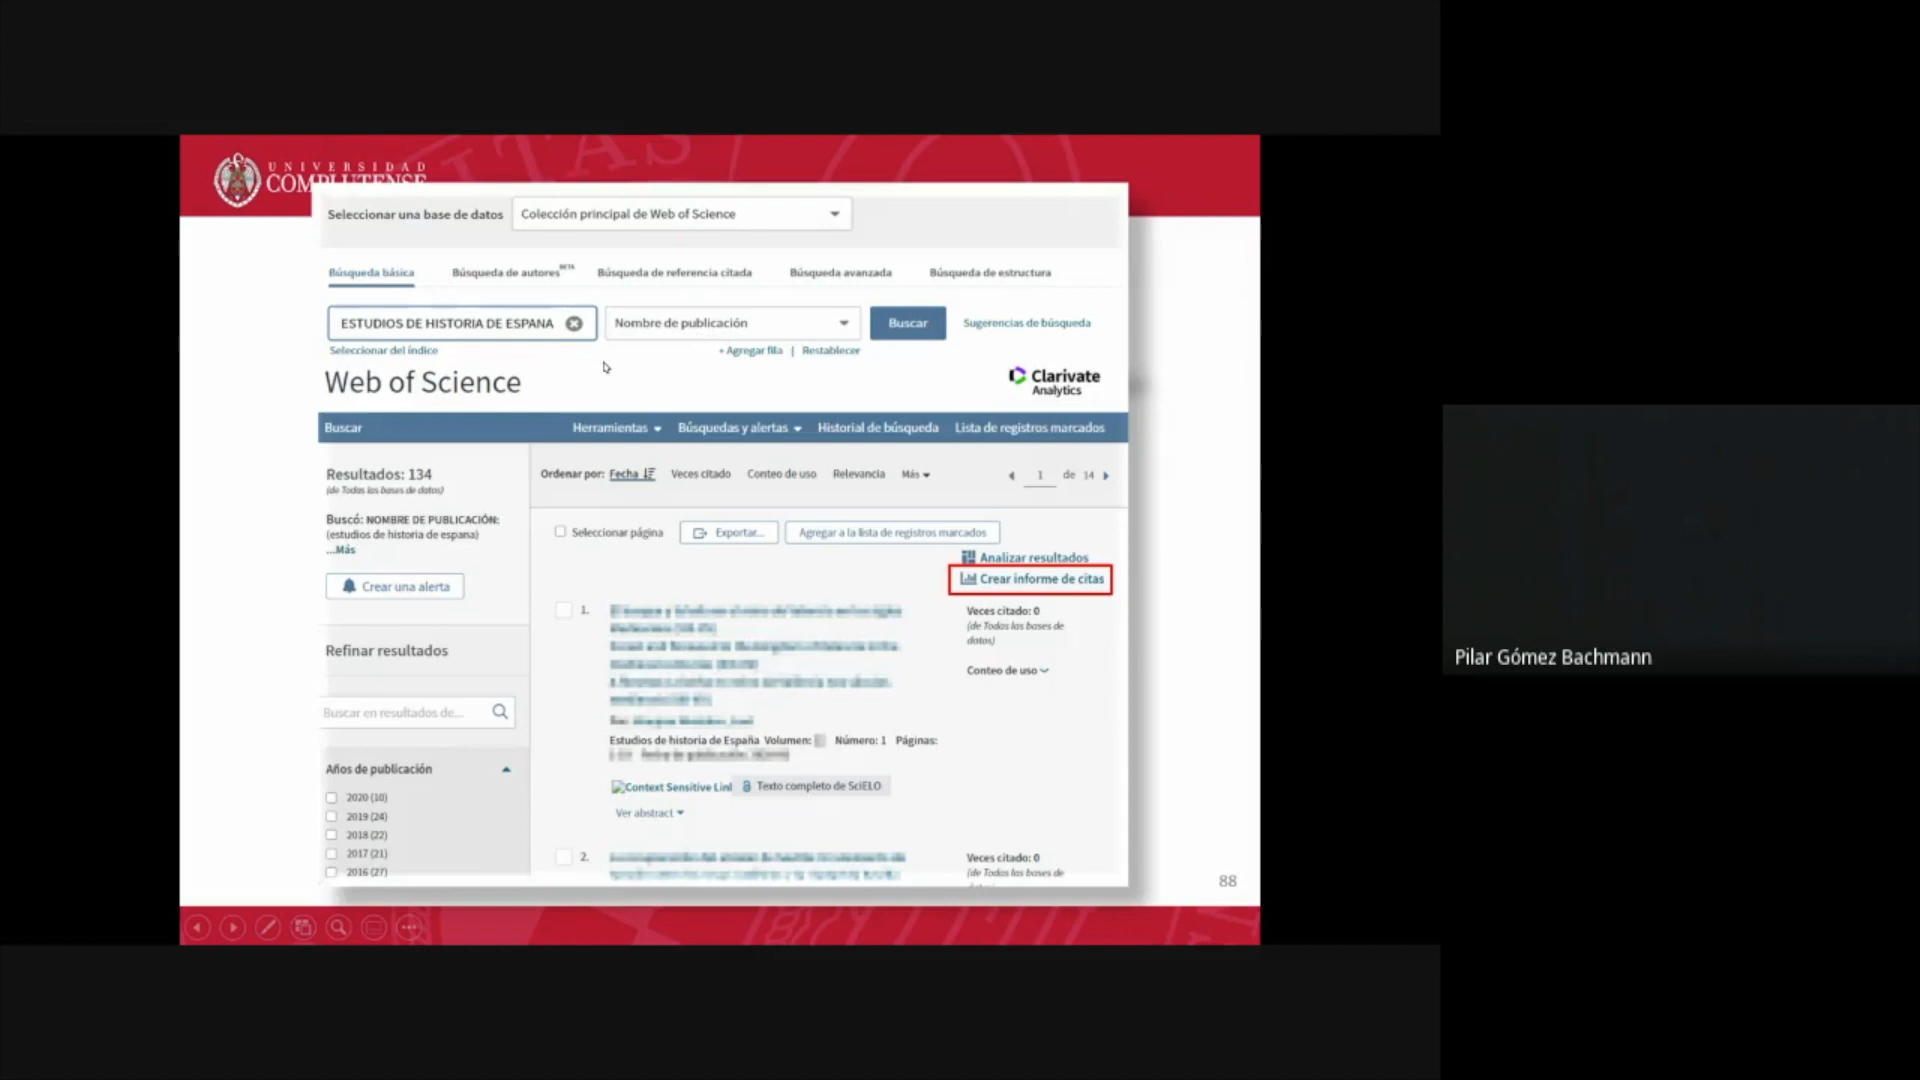 UNIVERSIDAD
COMPLUTENSE
Seleccionar una base de datos Colección principal de Web of Science
Búsqueda básica Búsqueda de autores BETA Búsqueda de referencia citada Búsqueda avanzada Búsqueda de estructura
ESTUDIOS DE HISTORIA DE ESPANA Nombre de publicación Buscar Sugerencias de búsqueda
Seleccionar del índice + Agregar fila | Restablecer
Web of Science Clarivate
Analytics
Buscar Herramientas Búsquedas y alertas Historial de búsqueda Lista de registros marcados
Resultados: 134 Ordenar por: Fecha Veces citado Conteo de uso Relevancia Más 1 de 14
(de Todas las bases de datos)
Buscó: NOMBRE DE PUBLICACIÓN:
(estudios de historia de espana)
...Más
Seleccionar página Exportar... Agregar a la lista de registros marcados
Analizar resultados
Crear informe de citas
Crear una alerta
1. Veces citado: 0
(de Todas las bases de
datos)
Refinar resultados
Conteo de uso
Buscar en resultados de...
Estudios de historia de España Volumen: Número: 1 Páginas:
Años de publicación
Context Sensitive Link Texto completo de SciELO
2020 (10)
Ver abstract
2019 (24)
2018 (22)
2017 (21)
2. Veces citado: 0
2016 (27)
(de Todas las bases de
88
Pilar Gómez Bachmann